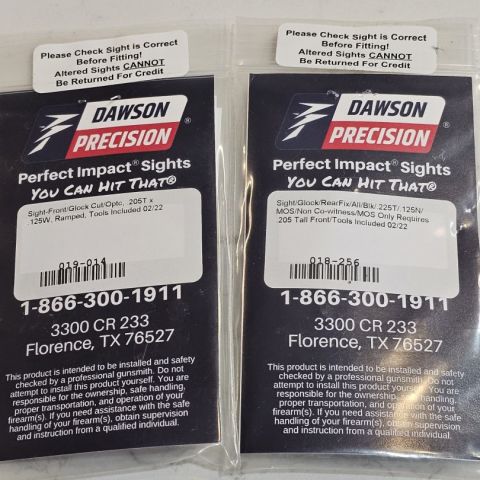 Please Check Sight is Correct
Before Fitting!
Altered Sights CANNOT
Be Returned For Credit
DAWSON
PRECISION®
Perfect Impact® Sights
YOU CAN HIT THAT®
Sight-Front/Glock Cut/Optc, .205T x
.125W, Ramped, Tools Included 02/22
019-014
1-866-300-1911
3300 CR 233
Florence, TX 76527
This product is intended to be installed and safety
checked by a professional gunsmith. Do not
attempt to install this product yourself. You are
responsible for the ownership, safe handling,
proper transportation, and operation of your
firearm(s). If you need assistance with the safe
handling of your firearm(s), obtain supervision
and instruction from a qualified individual.
Please Check Sight is Correct
Before Fitting!
Altered Sights CANNOT
Be Returned For Credit
DAWSON
PRECISION®
Perfect Impact® Sights
YOU CAN HIT THAT®
Sight/Glock/RearFix/All/Blk/.225T/.125N/
MOS/Non Co-witness/MOS Only Requires
.205 Tall Front/Tools Included 02/22
018-256
1-866-300-1911
3300 CR 233
Florence, TX 76527
This product is intended to be installed and safety
checked by a professional gunsmith. Do not
attempt to install this product yourself. You are
responsible for the ownership, safe handling,
proper transportation, and operation of your
firearm(s). If you need assistance with the safe
handling of your firearm(s), obtain supervision
and instruction from a qualified individual.